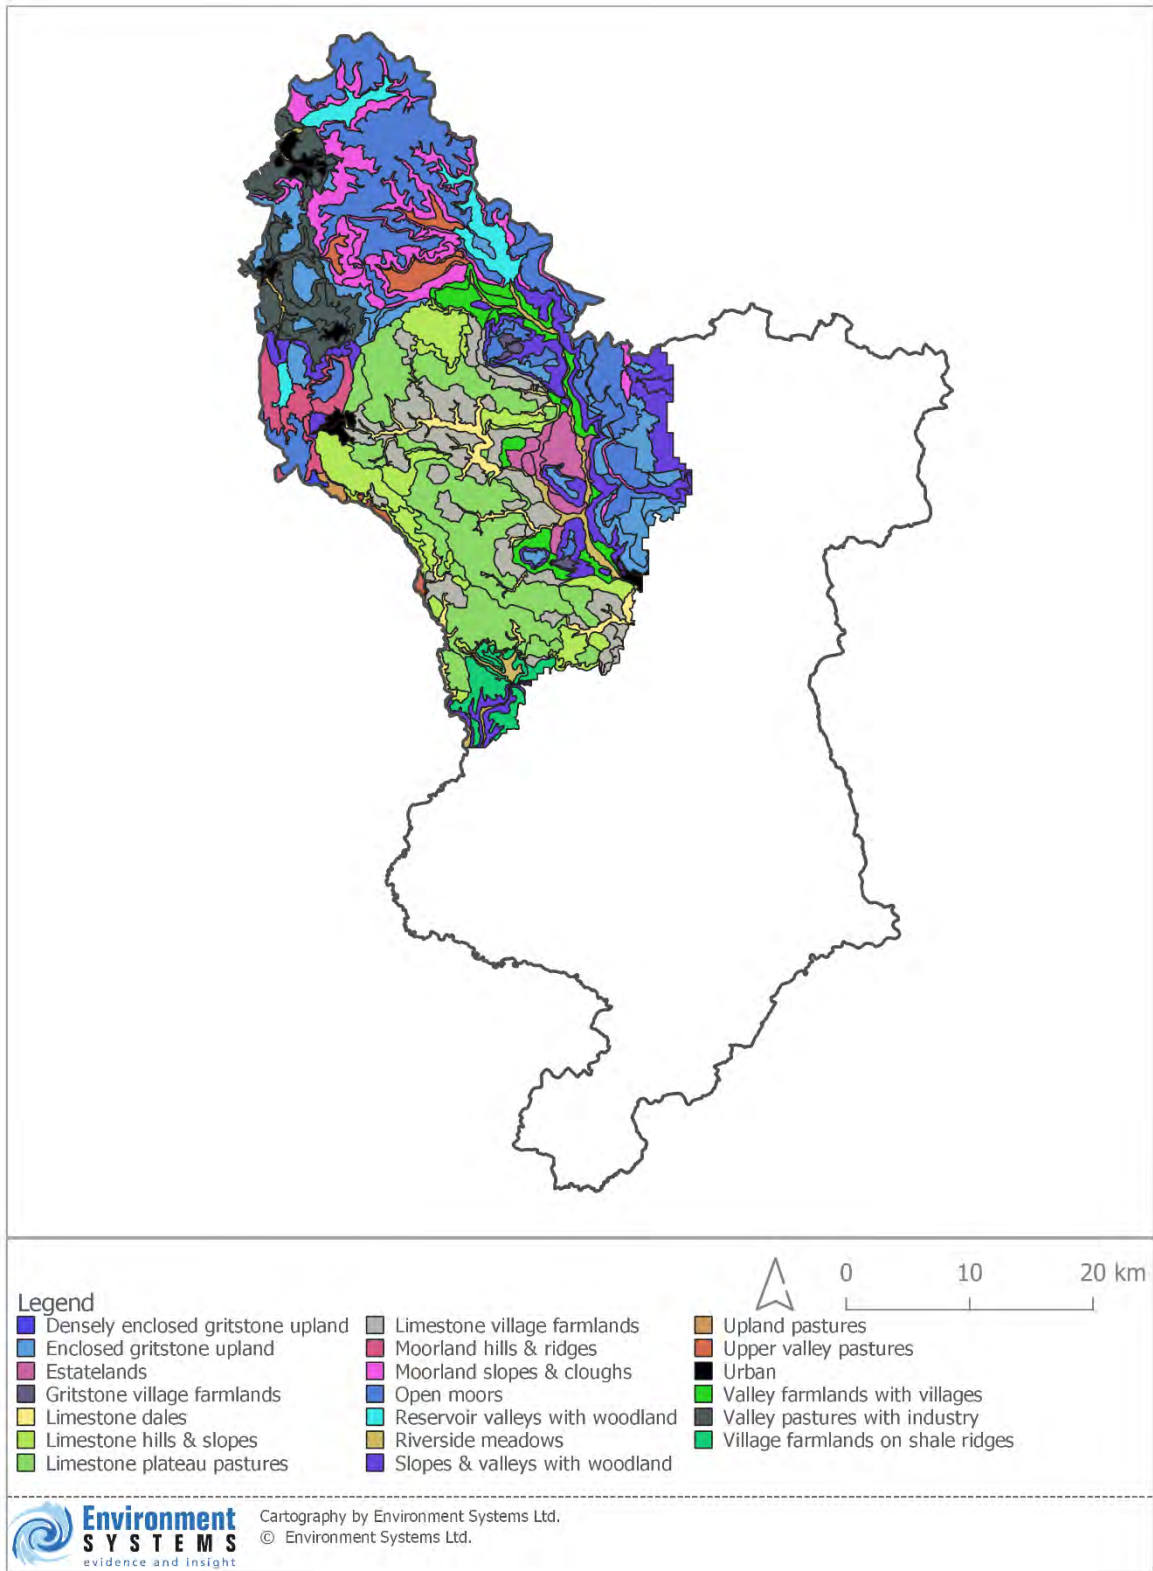 0 10 20 km
Legend
Densely enclosed gritstone upland
Enclosed gritstone upland
Estatelands
Gritstone village farmlands
Limestone dales
Limestone hills & slopes
Limestone plateau pastures
Limestone village farmlands
Moorland hills & ridges
Moorland slopes & cloughs
Open moors
Reservoir valleys with woodland
Riverside meadows
Slopes & valleys with woodland
Upland pastures
Upper valley pastures
Urban
Valley farmlands with villages
Valley pastures with industry
Village farmlands on shale ridges
Environment
SYSTEMS
evidence and insight
Cartography by Environment Systems Ltd.
© Environment Systems Ltd.